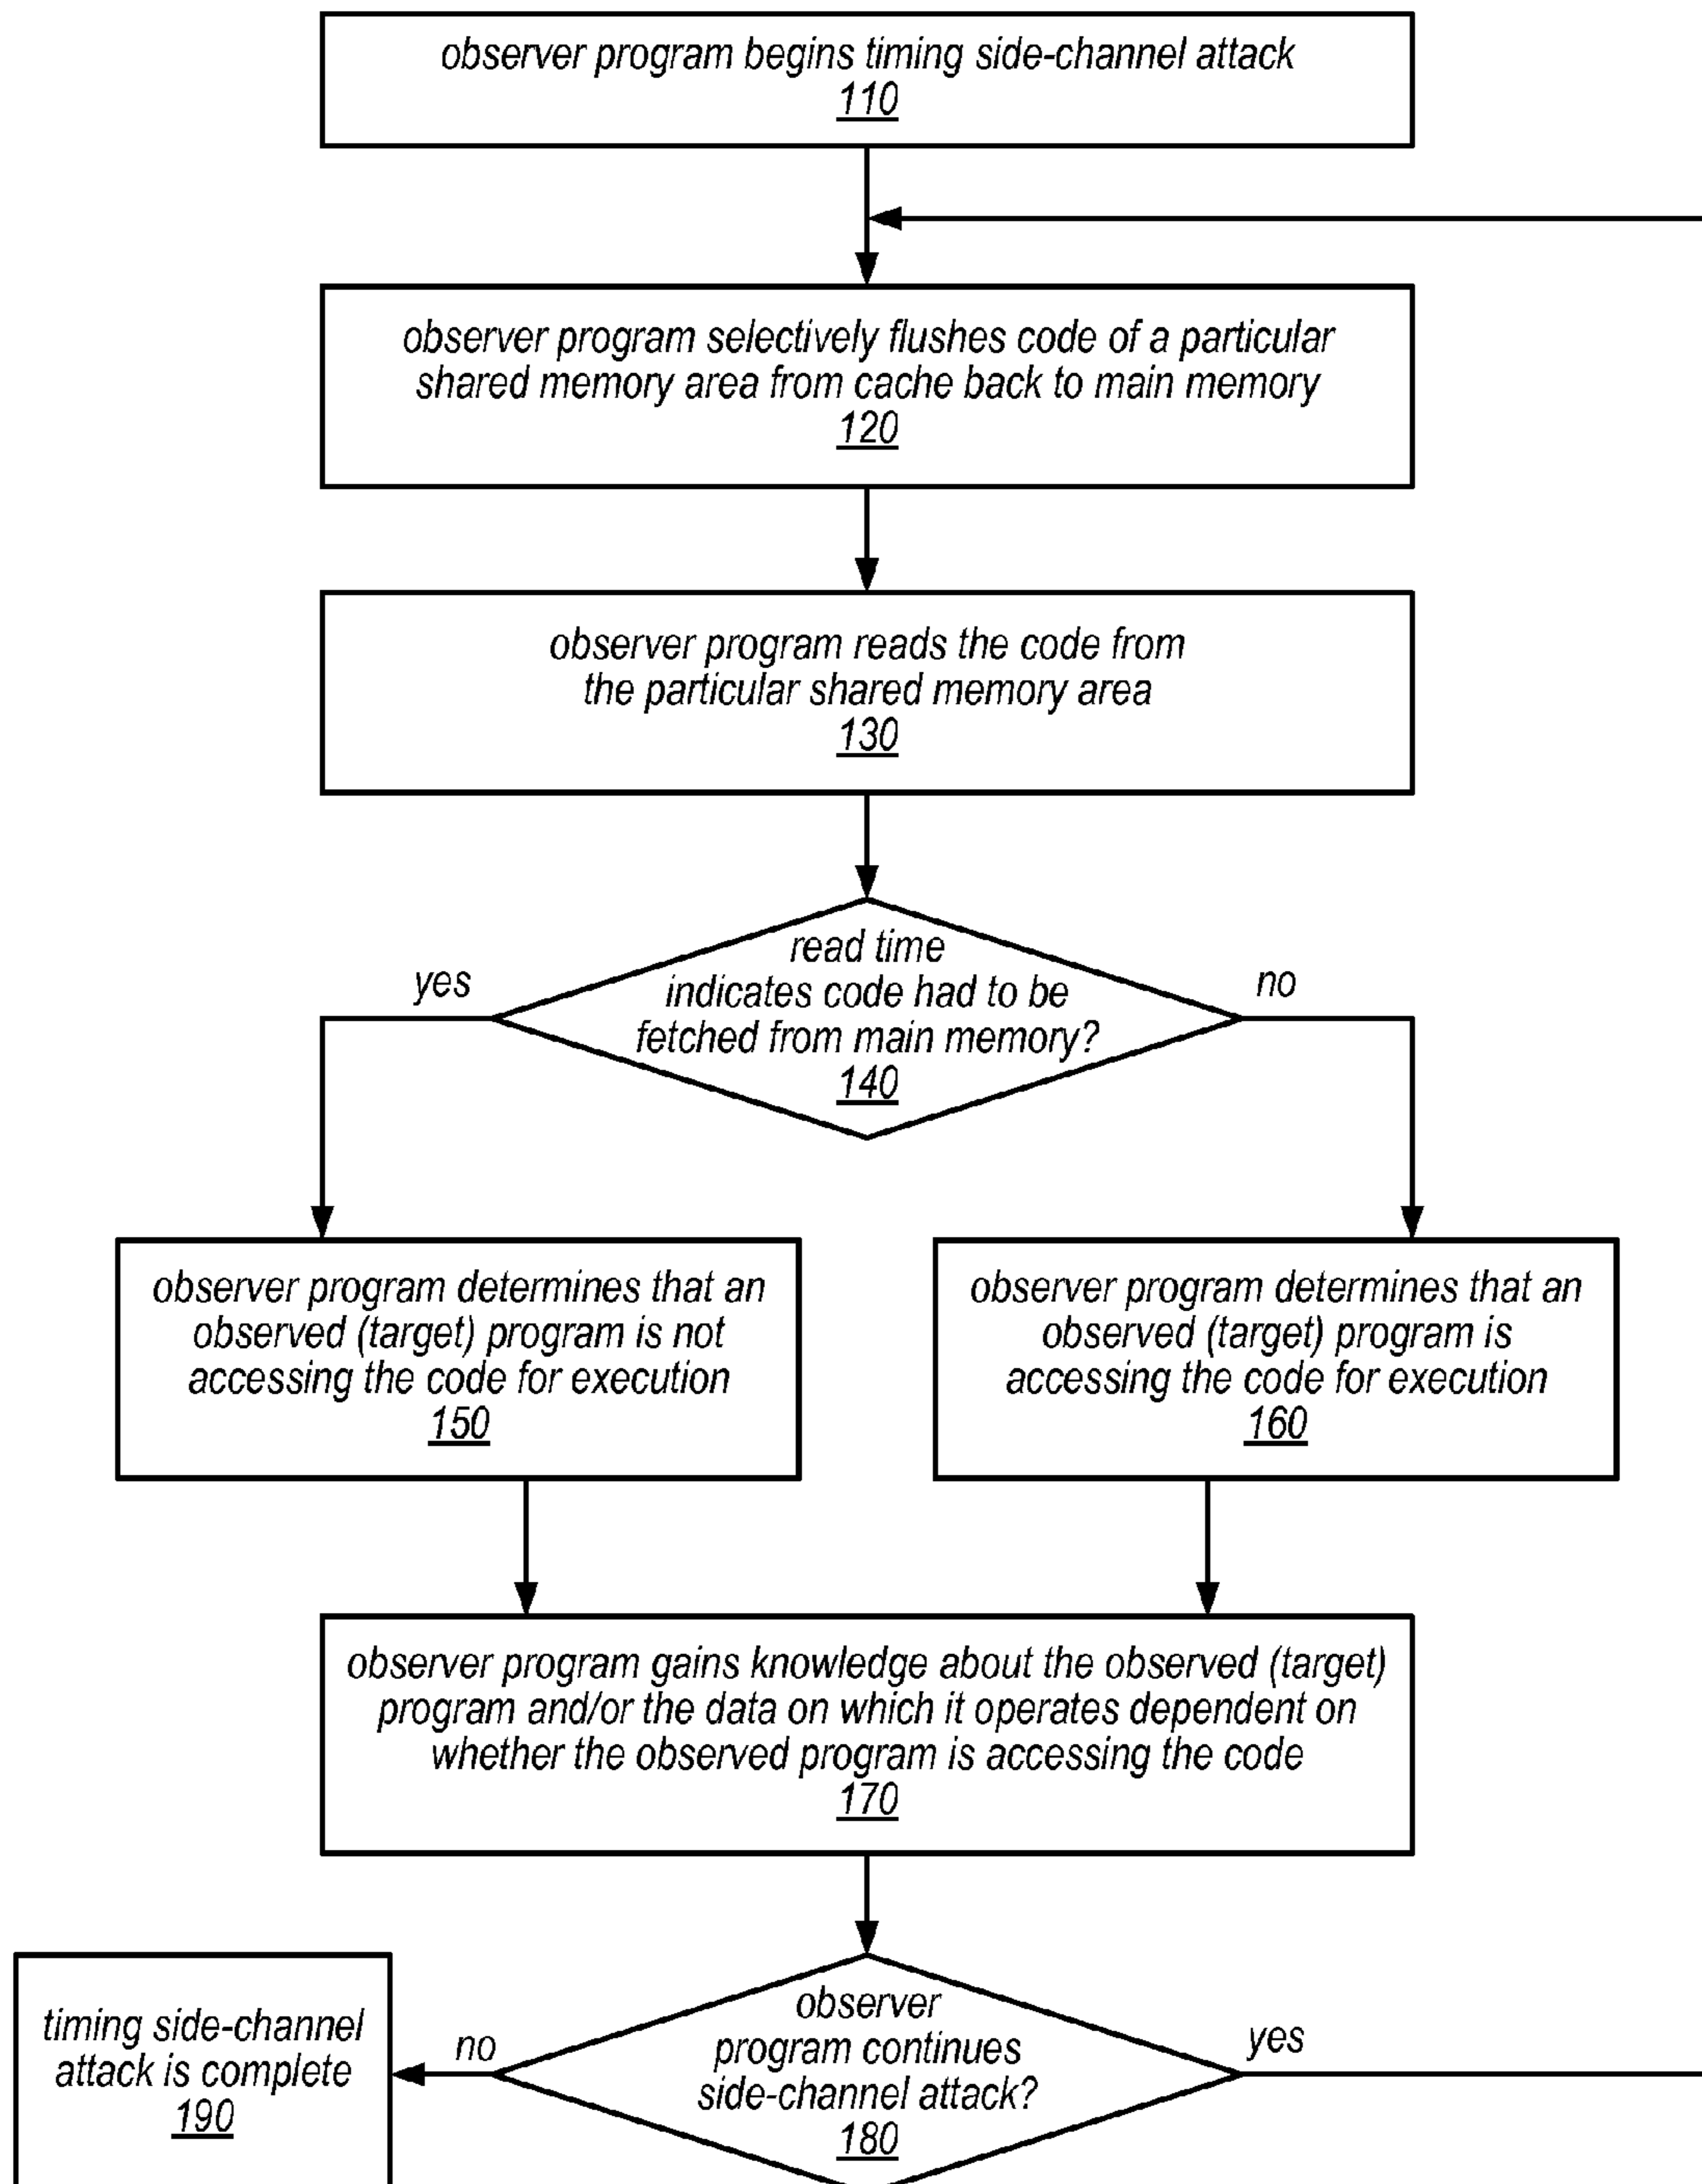 observer program begins timing side-channel attack
110
observer program selectively flushes code of a particular
shared memory area from cache back to main memory
120
observer program reads the code from
the particular shared memory area
130
read time
indicates code had to be
fetched from main memory?
140
yes
no
observer program determines that an
observed (target) program is not
accessing the code for execution
150
observer program determines that an
observed (target) program is
accessing the code for execution
160
observer program gains knowledge about the observed (target)
program and/or the data on which it operates dependent on
whether the observed program is accessing the code
170
observer
program continues
side-channel attack?
180
no
yes
timing side-channel
attack is complete
190